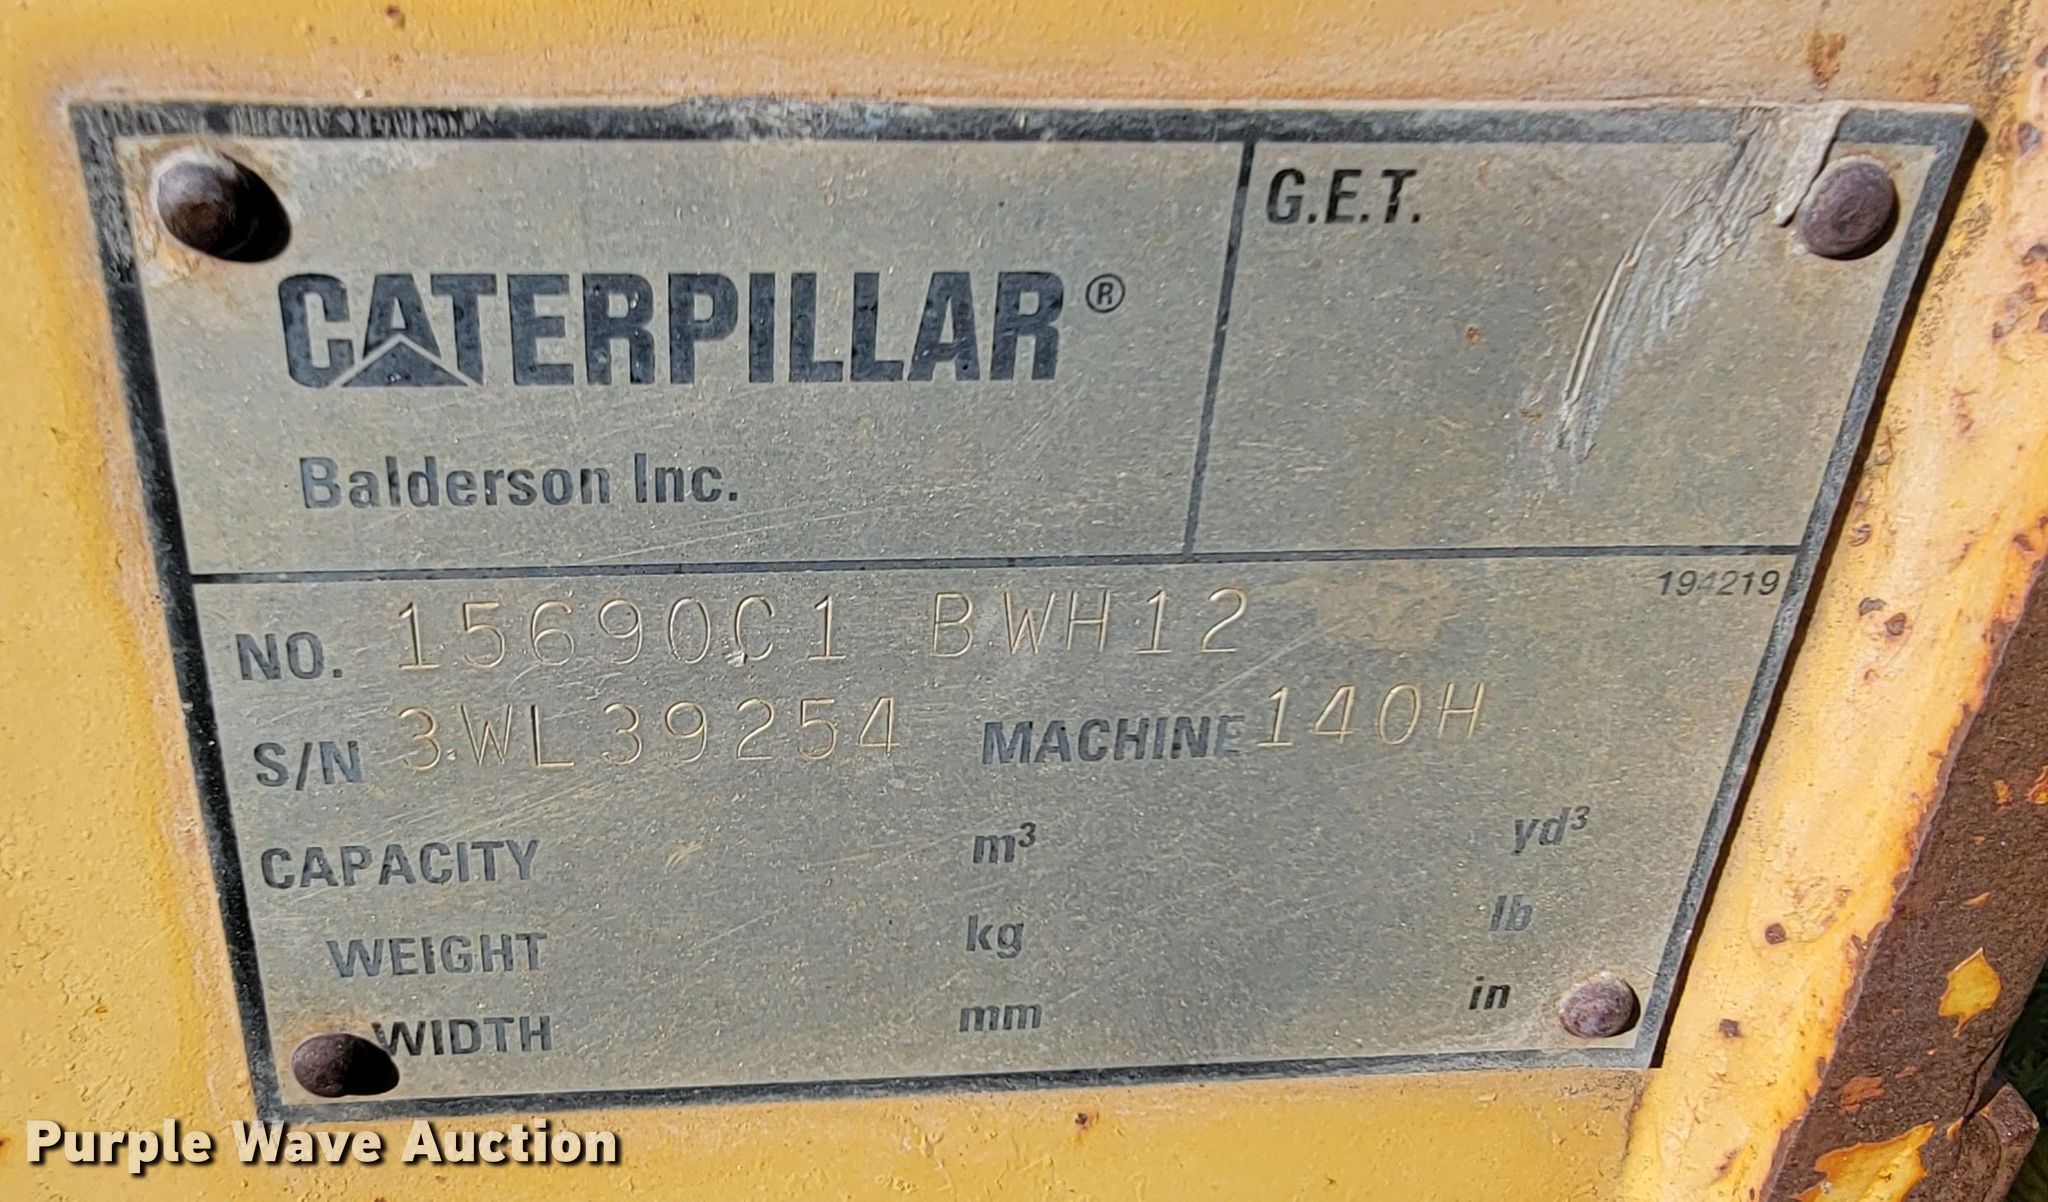 CATERPILLAR®
Balderson Inc.
G.E.T.
194219
NO. 15690C1 BWH12
S/N 3WL39254 MACHINE 140H
CAPACITY m³ yd³
WEIGHT kg lb
WIDTH mm in
Purple Wave Auction